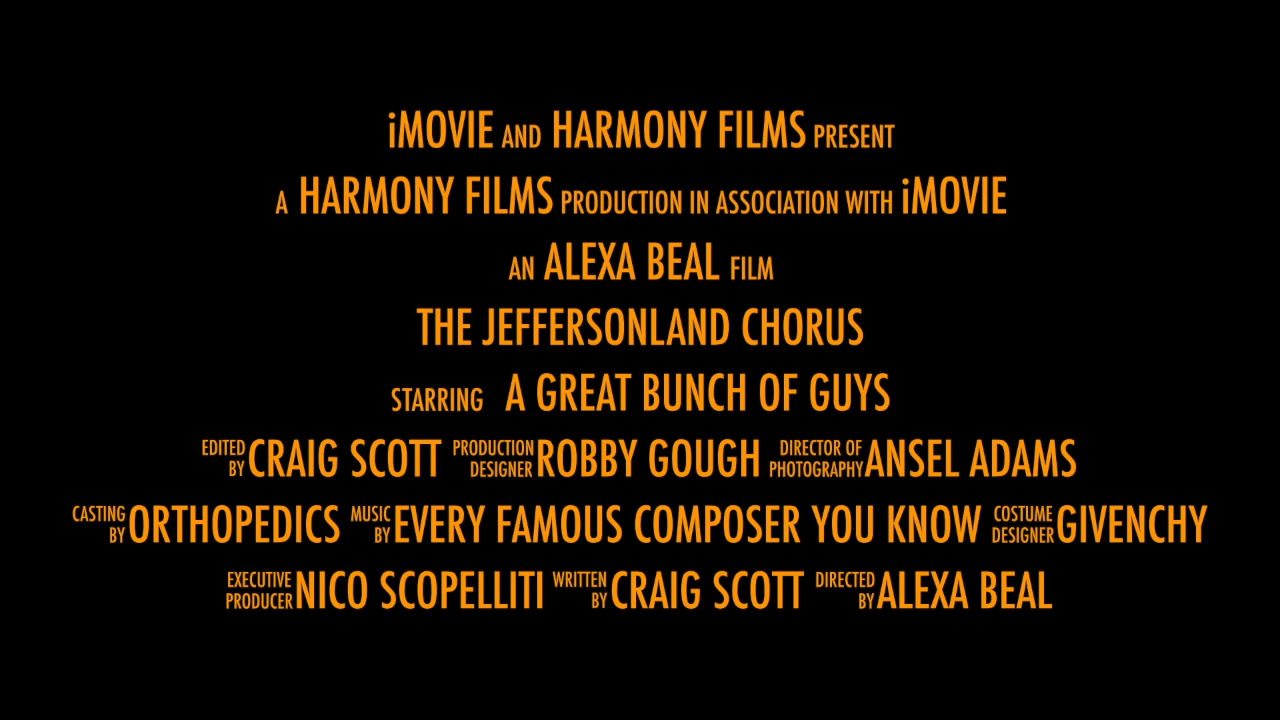 iMOVIE AND HARMONY FILMS PRESENT
A HARMONY FILMS PRODUCTION IN ASSOCIATION WITH iMOVIE
AN ALEXA BEAL FILM
THE JEFFERSONLAND CHORUS
STARRING A GREAT BUNCH OF GUYS
EDITED BY CRAIG SCOTT PRODUCTION DESIGNER ROBBY GOUGH DIRECTOR OF PHOTOGRAPHY ANSEL ADAMS
CASTING BY ORTHOPEDICS MUSIC BY EVERY FAMOUS COMPOSER YOU KNOW COSTUME DESIGNER GIVENCHY
EXECUTIVE PRODUCER NICO SCOPELLITI WRITTEN BY CRAIG SCOTT DIRECTED BY ALEXA BEAL